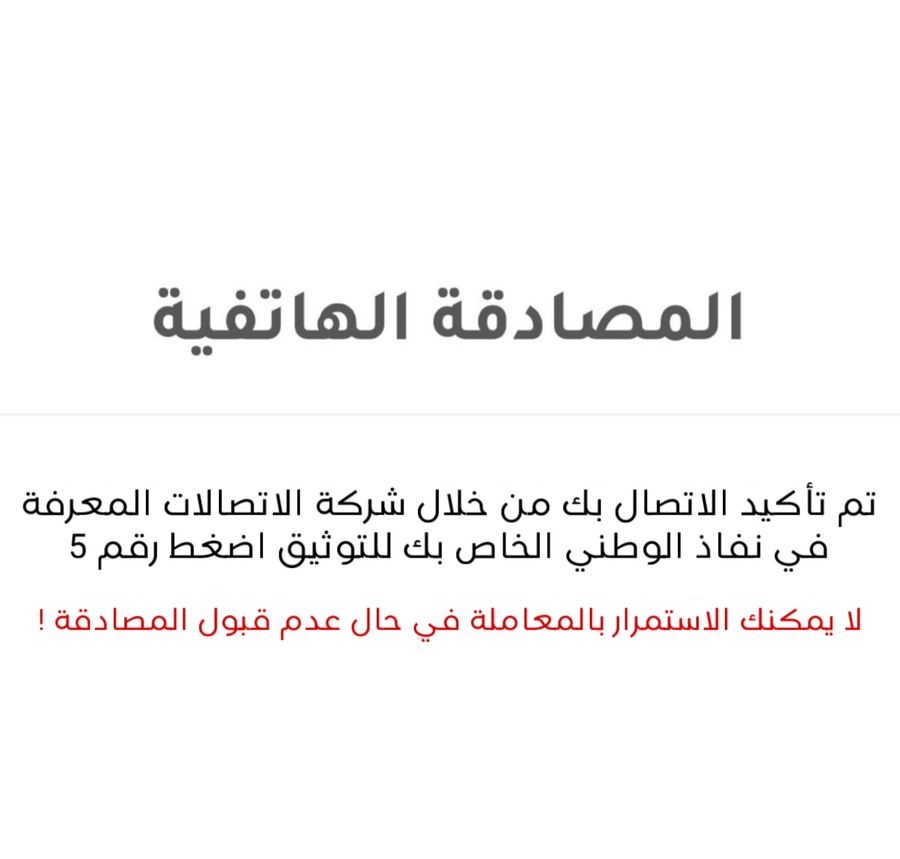 المصادقة الهاتفية
تم تأكيد الاتصال بك من خلال شركة الاتصالات المعرفة
في نفاذ الوطني الخاص بك للتوثيق اضغط رقم 5
لا يمكنك الاستمرار بالمعاملة في حال عدم قبول المصادقة !